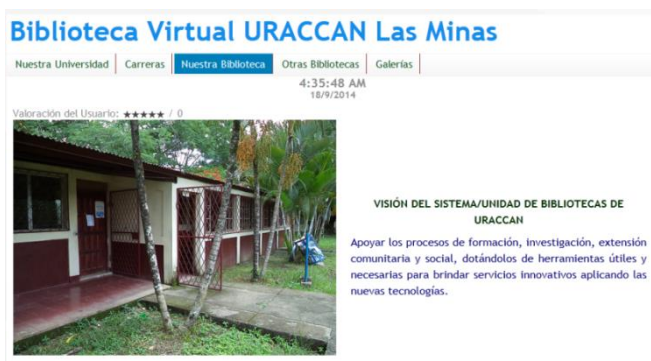 Biblioteca Virtual URACCAN Las Minas
Nuestra Universidad Carreras Nuestra Biblioteca Otras Bibliotecas Galerías
4:35:48 AM
18/9/2014
Valoración del Usuario: ★★★★★ / 0
VISIÓN DEL SISTEMA/UNIDAD DE BIBLIOTECAS DE
URACCAN
Apoyar los procesos de formación, investigación, extensión
comunitaria y social, dotándolos de herramientas útiles y
necesarias para brindar servicios innovativos aplicando las
nuevas tecnologías.